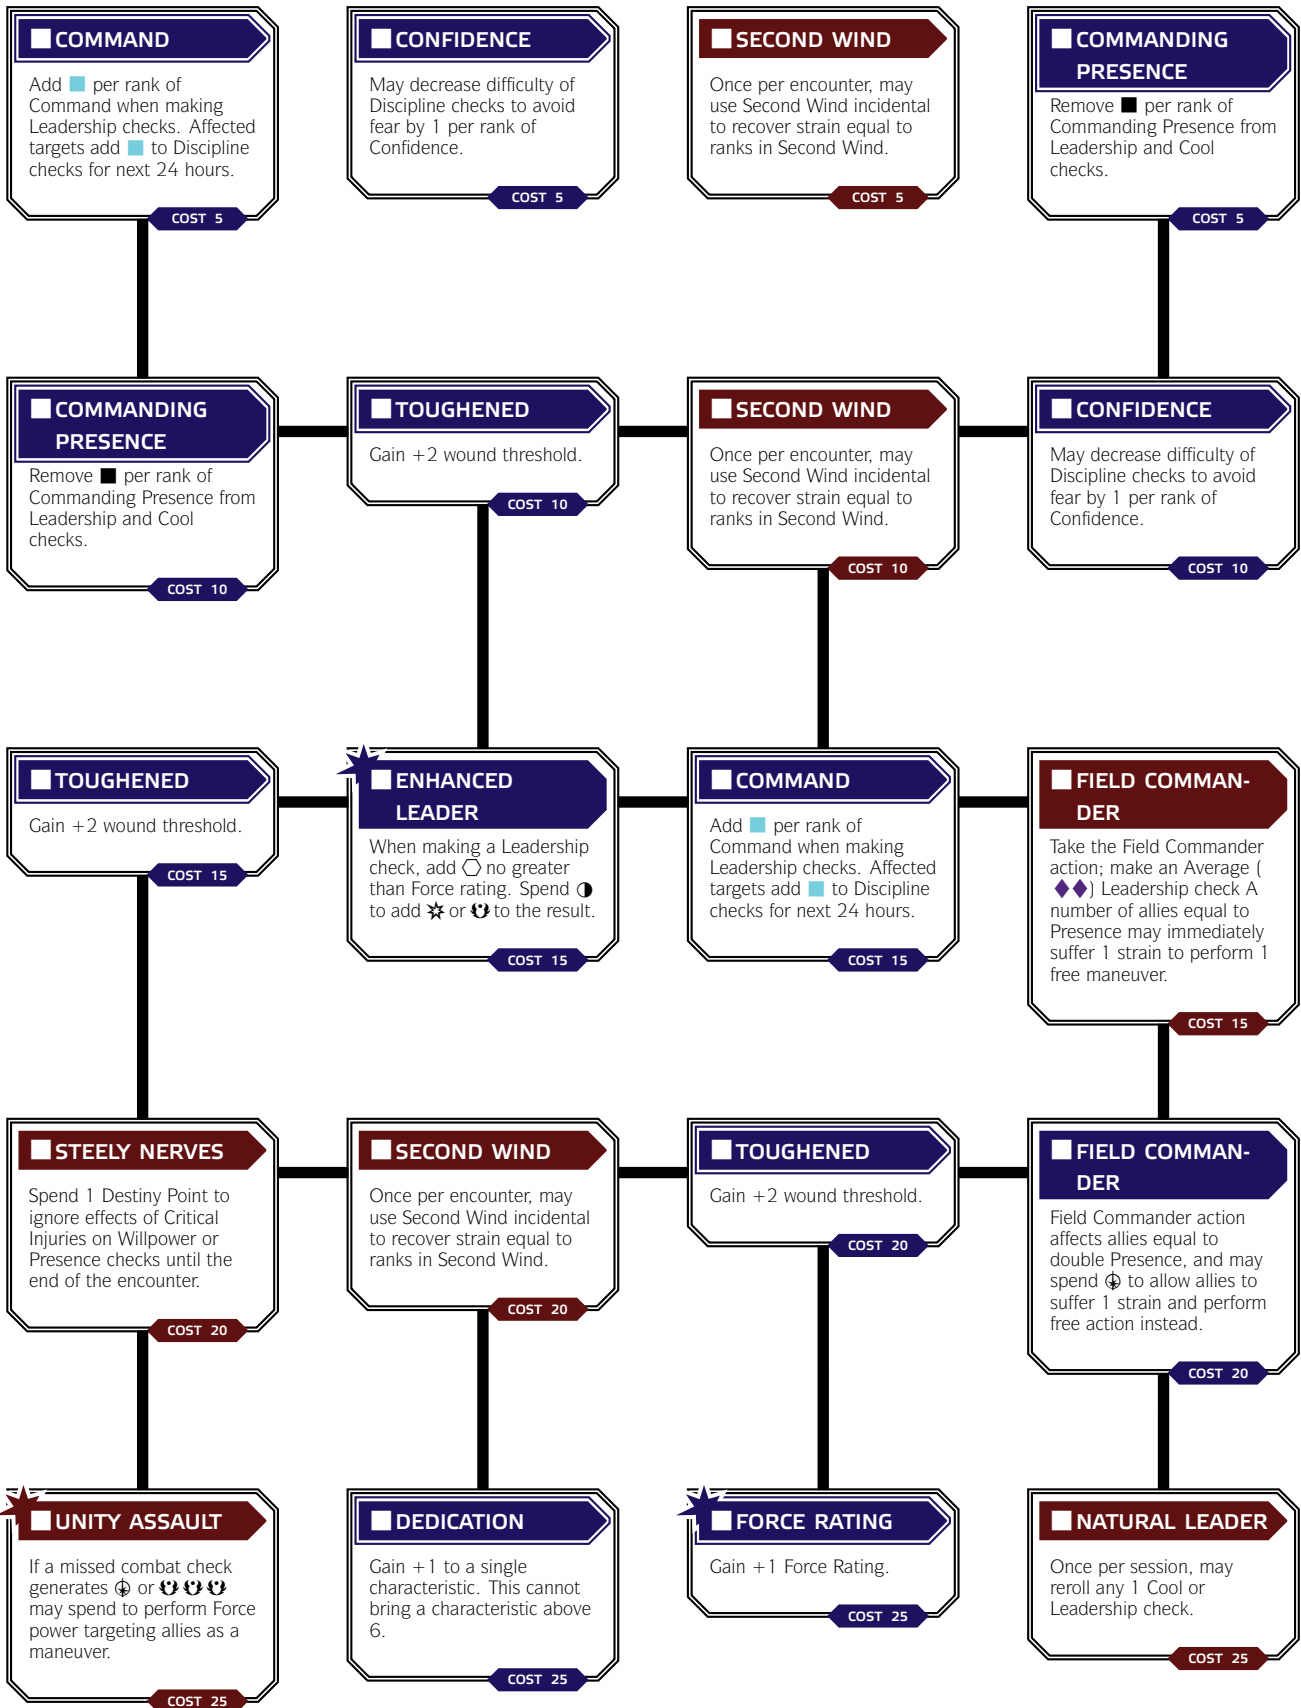 COMMAND
Add per rank of
Command when making
Leadership checks. Affected
targets add to Discipline
checks for next 24 hours.
COST 5
CONFIDENCE
May decrease difficulty of
Discipline checks to avoid
fear by 1 per rank of
Confidence.
COST 5
SECOND WIND
Once per encounter, may
use Second Wind incidental
to recover strain equal to
ranks in Second Wind.
COST 5
COMMANDING
PRESENCE
Remove per rank of
Commanding Presence from
Leadership and Cool
checks.
COST 5
COMMANDING
PRESENCE
Remove per rank of
Commanding Presence from
Leadership and Cool
checks.
COST 10
TOUGHENED
Gain +2 wound threshold.
COST 10
SECOND WIND
Once per encounter, may
use Second Wind incidental
to recover strain equal to
ranks in Second Wind.
COST 10
CONFIDENCE
May decrease difficulty of
Discipline checks to avoid
fear by 1 per rank of
Confidence.
COST 10
TOUGHENED
Gain +2 wound threshold.
COST 15
ENHANCED
LEADER
When making a Leadership
check, add no greater
than Force rating. Spend
to add or to the result.
COST 15
COMMAND
Add per rank of
Command when making
Leadership checks. Affected
targets add to Discipline
checks for next 24 hours.
COST 15
FIELD COMMAN-
DER
Take the Field Commander
action; make an Average (
) Leadership check A
number of allies equal to
Presence may immediately
suffer 1 strain to perform 1
free maneuver.
COST 15
STEELY NERVES
Spend 1 Destiny Point to
ignore effects of Critical
Injuries on Willpower or
Presence checks until the
end of the encounter.
COST 20
SECOND WIND
Once per encounter, may
use Second Wind incidental
to recover strain equal to
ranks in Second Wind.
COST 20
TOUGHENED
Gain +2 wound threshold.
COST 20
FIELD COMMAN-
DER
Field Commander action
affects allies equal to
double Presence, and may
spend to allow allies to
suffer 1 strain and perform
free action instead.
COST 20
UNITY ASSAULT
If a missed combat check
generates or
may spend to perform Force
power targeting allies as a
maneuver.
COST 25
DEDICATION
Gain +1 to a single
characteristic. This cannot
bring a characteristic above
6.
COST 25
FORCE RATING
Gain +1 Force Rating.
COST 25
NATURAL LEADER
Once per session, may
reroll any 1 Cool or
Leadership check.
COST 25